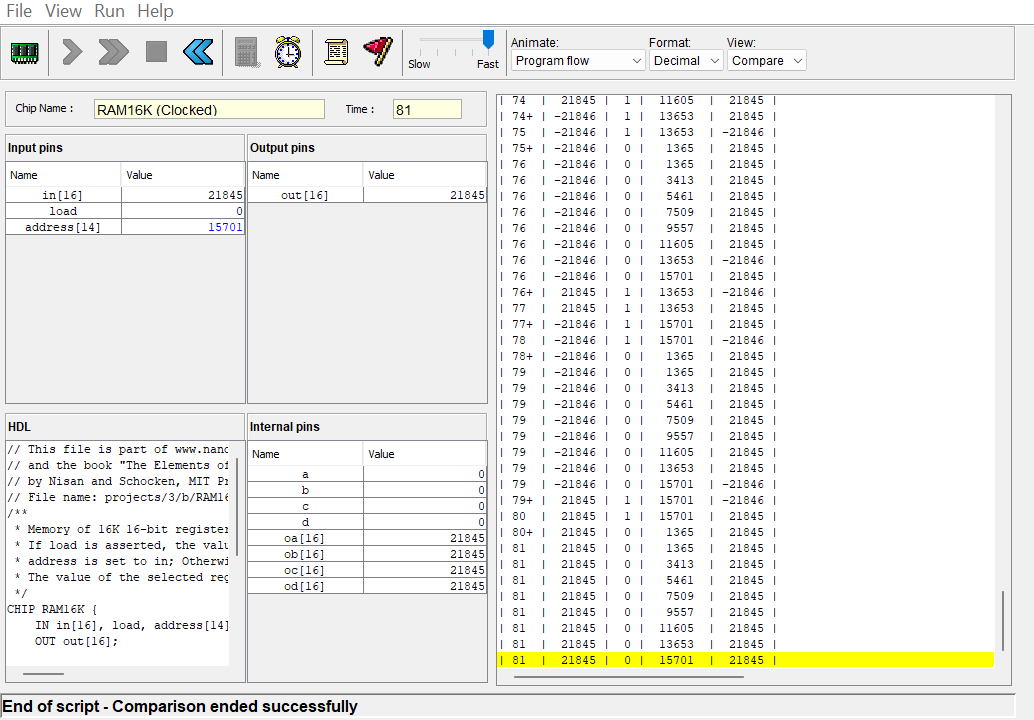 File View Run Help
Slow Fast
Animate: Format: View:
Program flow Decimal Compare
Chip Name : RAM16K (Clocked) Time : 81
Input pins
Name Value
in[16] 21845
load 0
address[14] 15701
Output pins
Name Value
out[16] 21845
HDL
// This file is part of www.nand
// and the book "The Elements of
// by Nisan and Schocken, MIT Pr
// File name: projects/3/b/RAM16
/**
* Memory of 16K 16-bit register
* If load is asserted, the valu
* address is set to in; Otherwi
* The value of the selected reg
*/
CHIP RAM16K {
IN in[16], load, address[14]
OUT out[16];
Internal pins
Name Value
a 0
b 0
c 0
d 0
oa[16] 21845
ob[16] 21845
oc[16] 21845
od[16] 21845
| 74 | 21845 | 1 | 11605 | 21845 |
| 74+ | -21846 | 1 | 13653 | 21845 |
| 75 | -21846 | 1 | 13653 | -21846 |
| 75+ | -21846 | 0 | 1365 | 21845 |
| 76 | -21846 | 0 | 1365 | 21845 |
| 76 | -21846 | 0 | 3413 | 21845 |
| 76 | -21846 | 0 | 5461 | 21845 |
| 76 | -21846 | 0 | 7509 | 21845 |
| 76 | -21846 | 0 | 9557 | 21845 |
| 76 | -21846 | 0 | 11605 | 21845 |
| 76 | -21846 | 0 | 13653 | -21846 |
| 76 | -21846 | 0 | 15701 | 21845 |
| 76+ | 21845 | 1 | 13653 | -21846 |
| 77 | 21845 | 1 | 13653 | 21845 |
| 77+ | -21846 | 1 | 15701 | 21845 |
| 78 | -21846 | 1 | 15701 | -21846 |
| 78+ | -21846 | 0 | 1365 | 21845 |
| 79 | -21846 | 0 | 1365 | 21845 |
| 79 | -21846 | 0 | 3413 | 21845 |
| 79 | -21846 | 0 | 5461 | 21845 |
| 79 | -21846 | 0 | 7509 | 21845 |
| 79 | -21846 | 0 | 9557 | 21845 |
| 79 | -21846 | 0 | 11605 | 21845 |
| 79 | -21846 | 0 | 13653 | 21845 |
| 79 | -21846 | 0 | 15701 | -21846 |
| 79+ | 21845 | 1 | 15701 | -21846 |
| 80 | 21845 | 1 | 15701 | 21845 |
| 80+ | 21845 | 0 | 1365 | 21845 |
| 81 | 21845 | 0 | 1365 | 21845 |
| 81 | 21845 | 0 | 3413 | 21845 |
| 81 | 21845 | 0 | 5461 | 21845 |
| 81 | 21845 | 0 | 7509 | 21845 |
| 81 | 21845 | 0 | 9557 | 21845 |
| 81 | 21845 | 0 | 11605 | 21845 |
| 81 | 21845 | 0 | 13653 | 21845 |
| 81 | 21845 | 0 | 15701 | 21845 |
End of script - Comparison ended successfully